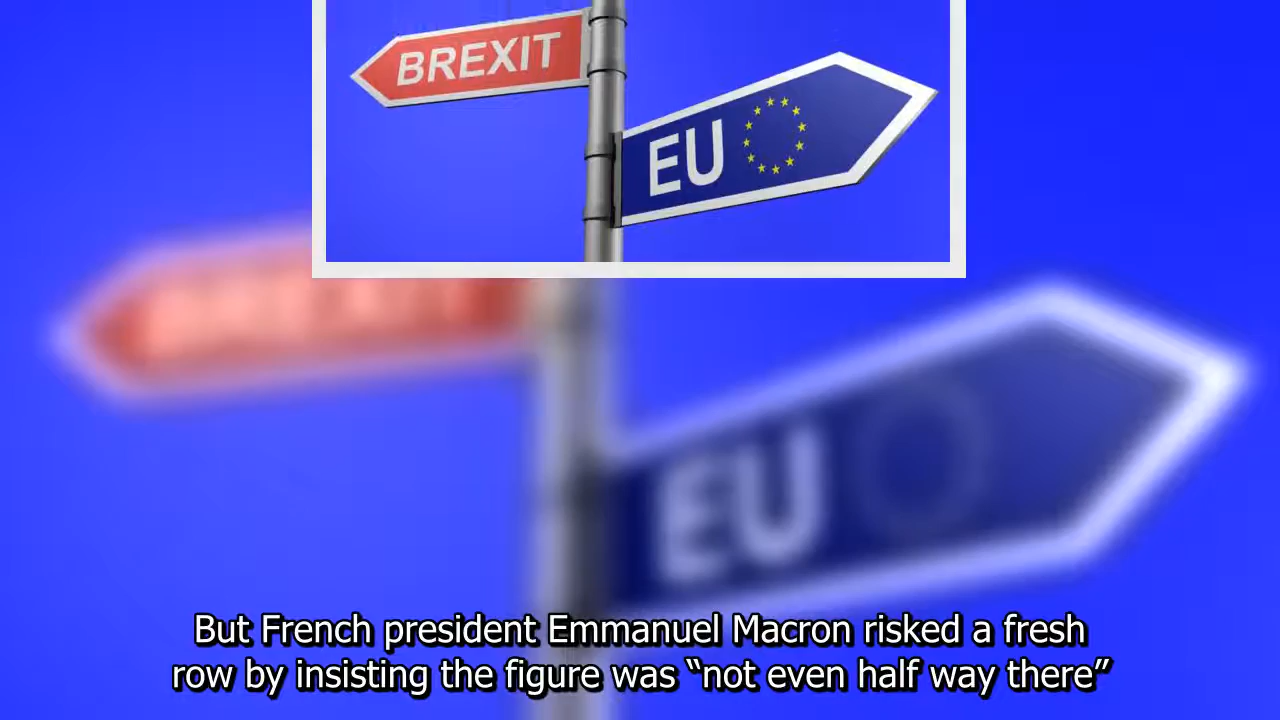 BREXIT
EU
EU
But French president Emmanuel Macron risked a fresh
row by insisting the figure was “not even half way there”